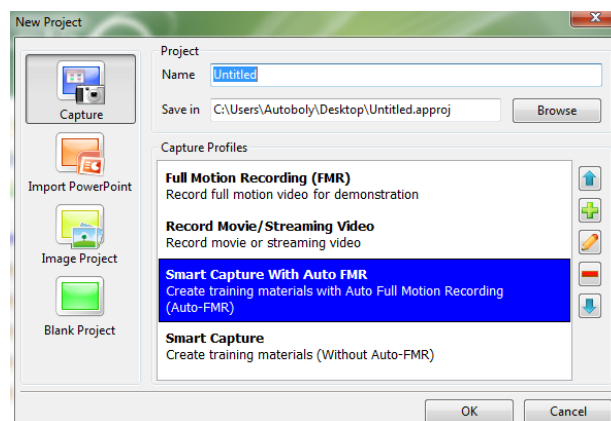 New Project
Capture
Import PowerPoint
Image Project
Blank Project
Project
Name Untitled
Save in C:\Users\Autoboly\Desktop\Untitled.approj Browse
Capture Profiles
Full Motion Recording (FMR)
Record full motion video for demonstration
Record Movie/Streaming Video
Record movie or streaming video
Smart Capture With Auto FMR
Create training materials with Auto Full Motion Recording
(Auto-FMR)
Smart Capture
Create training materials (Without Auto-FMR)
OK Cancel